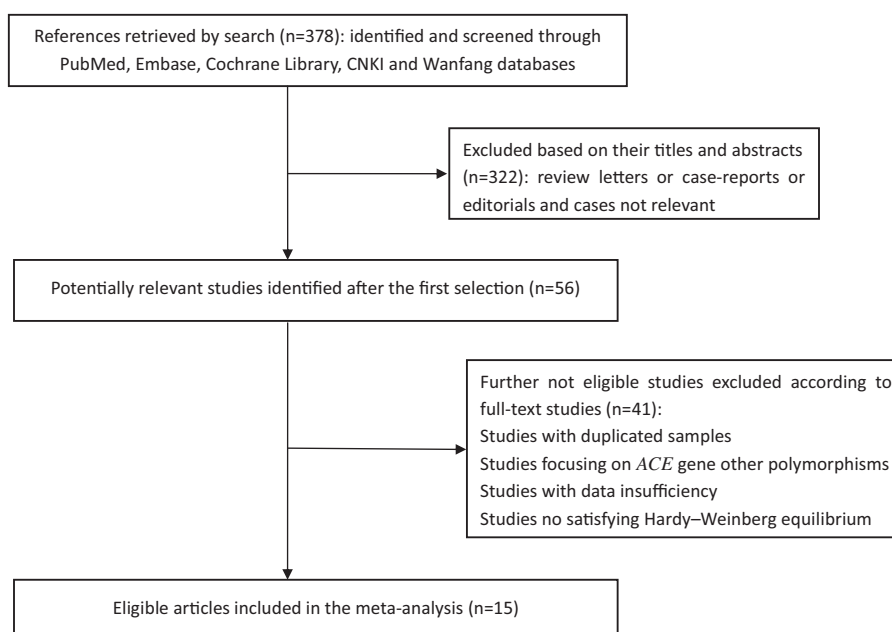 References retrieved by search (n=378): identified and screened through
PubMed, Embase, Cochrane Library, CNKI and Wanfang databases
Excluded based on their titles and abstracts
(n=322): review letters or case-reports or
editorials and cases not relevant
Potentially relevant studies identified after the first selection (n=56)
Further not eligible studies excluded according to
full-text studies (n=41):
Studies with duplicated samples
Studies focusing on ACE gene other polymorphisms
Studies with data insufficiency
Studies no satisfying Hardy–Weinberg equilibrium
Eligible articles included in the meta-analysis (n=15)